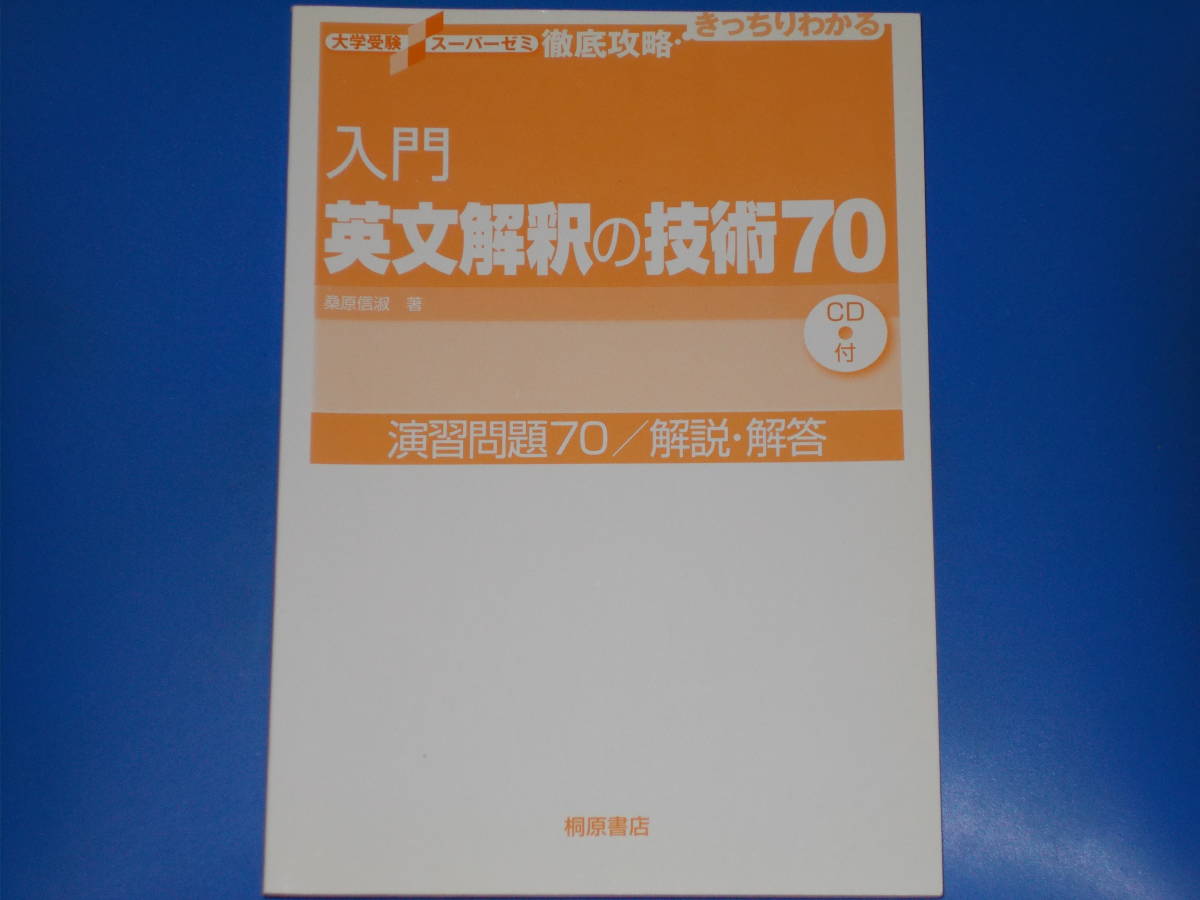 大学受験 スーパーゼミ 徹底攻略・きっちりわかる
入門
英文解釈の技術70
桑原信淑 著
CD
付
演習問題70/解説・解答
桐原書店